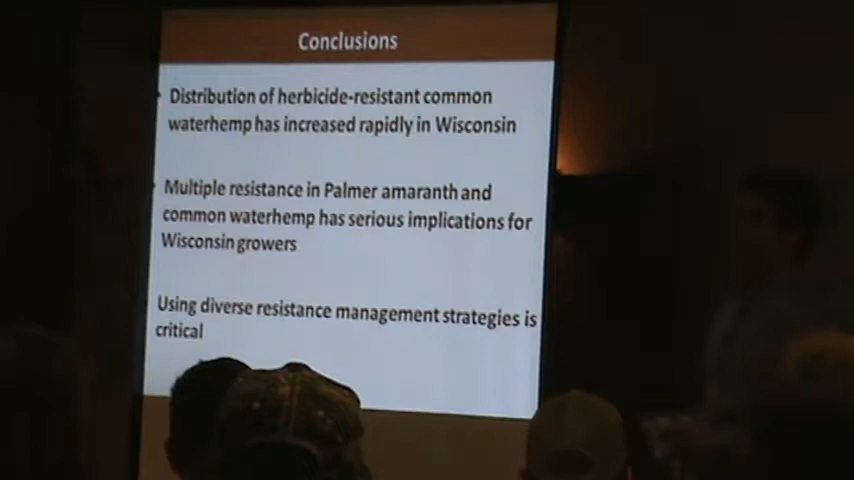 Conclusions
Distribution of herbicide-resistant common
waterhemp has increased rapidly in Wisconsin
Multiple resistance in Palmer amaranth and
common waterhemp has serious implications for
Wisconsin growers
Using diverse resistance management strategies is
critical